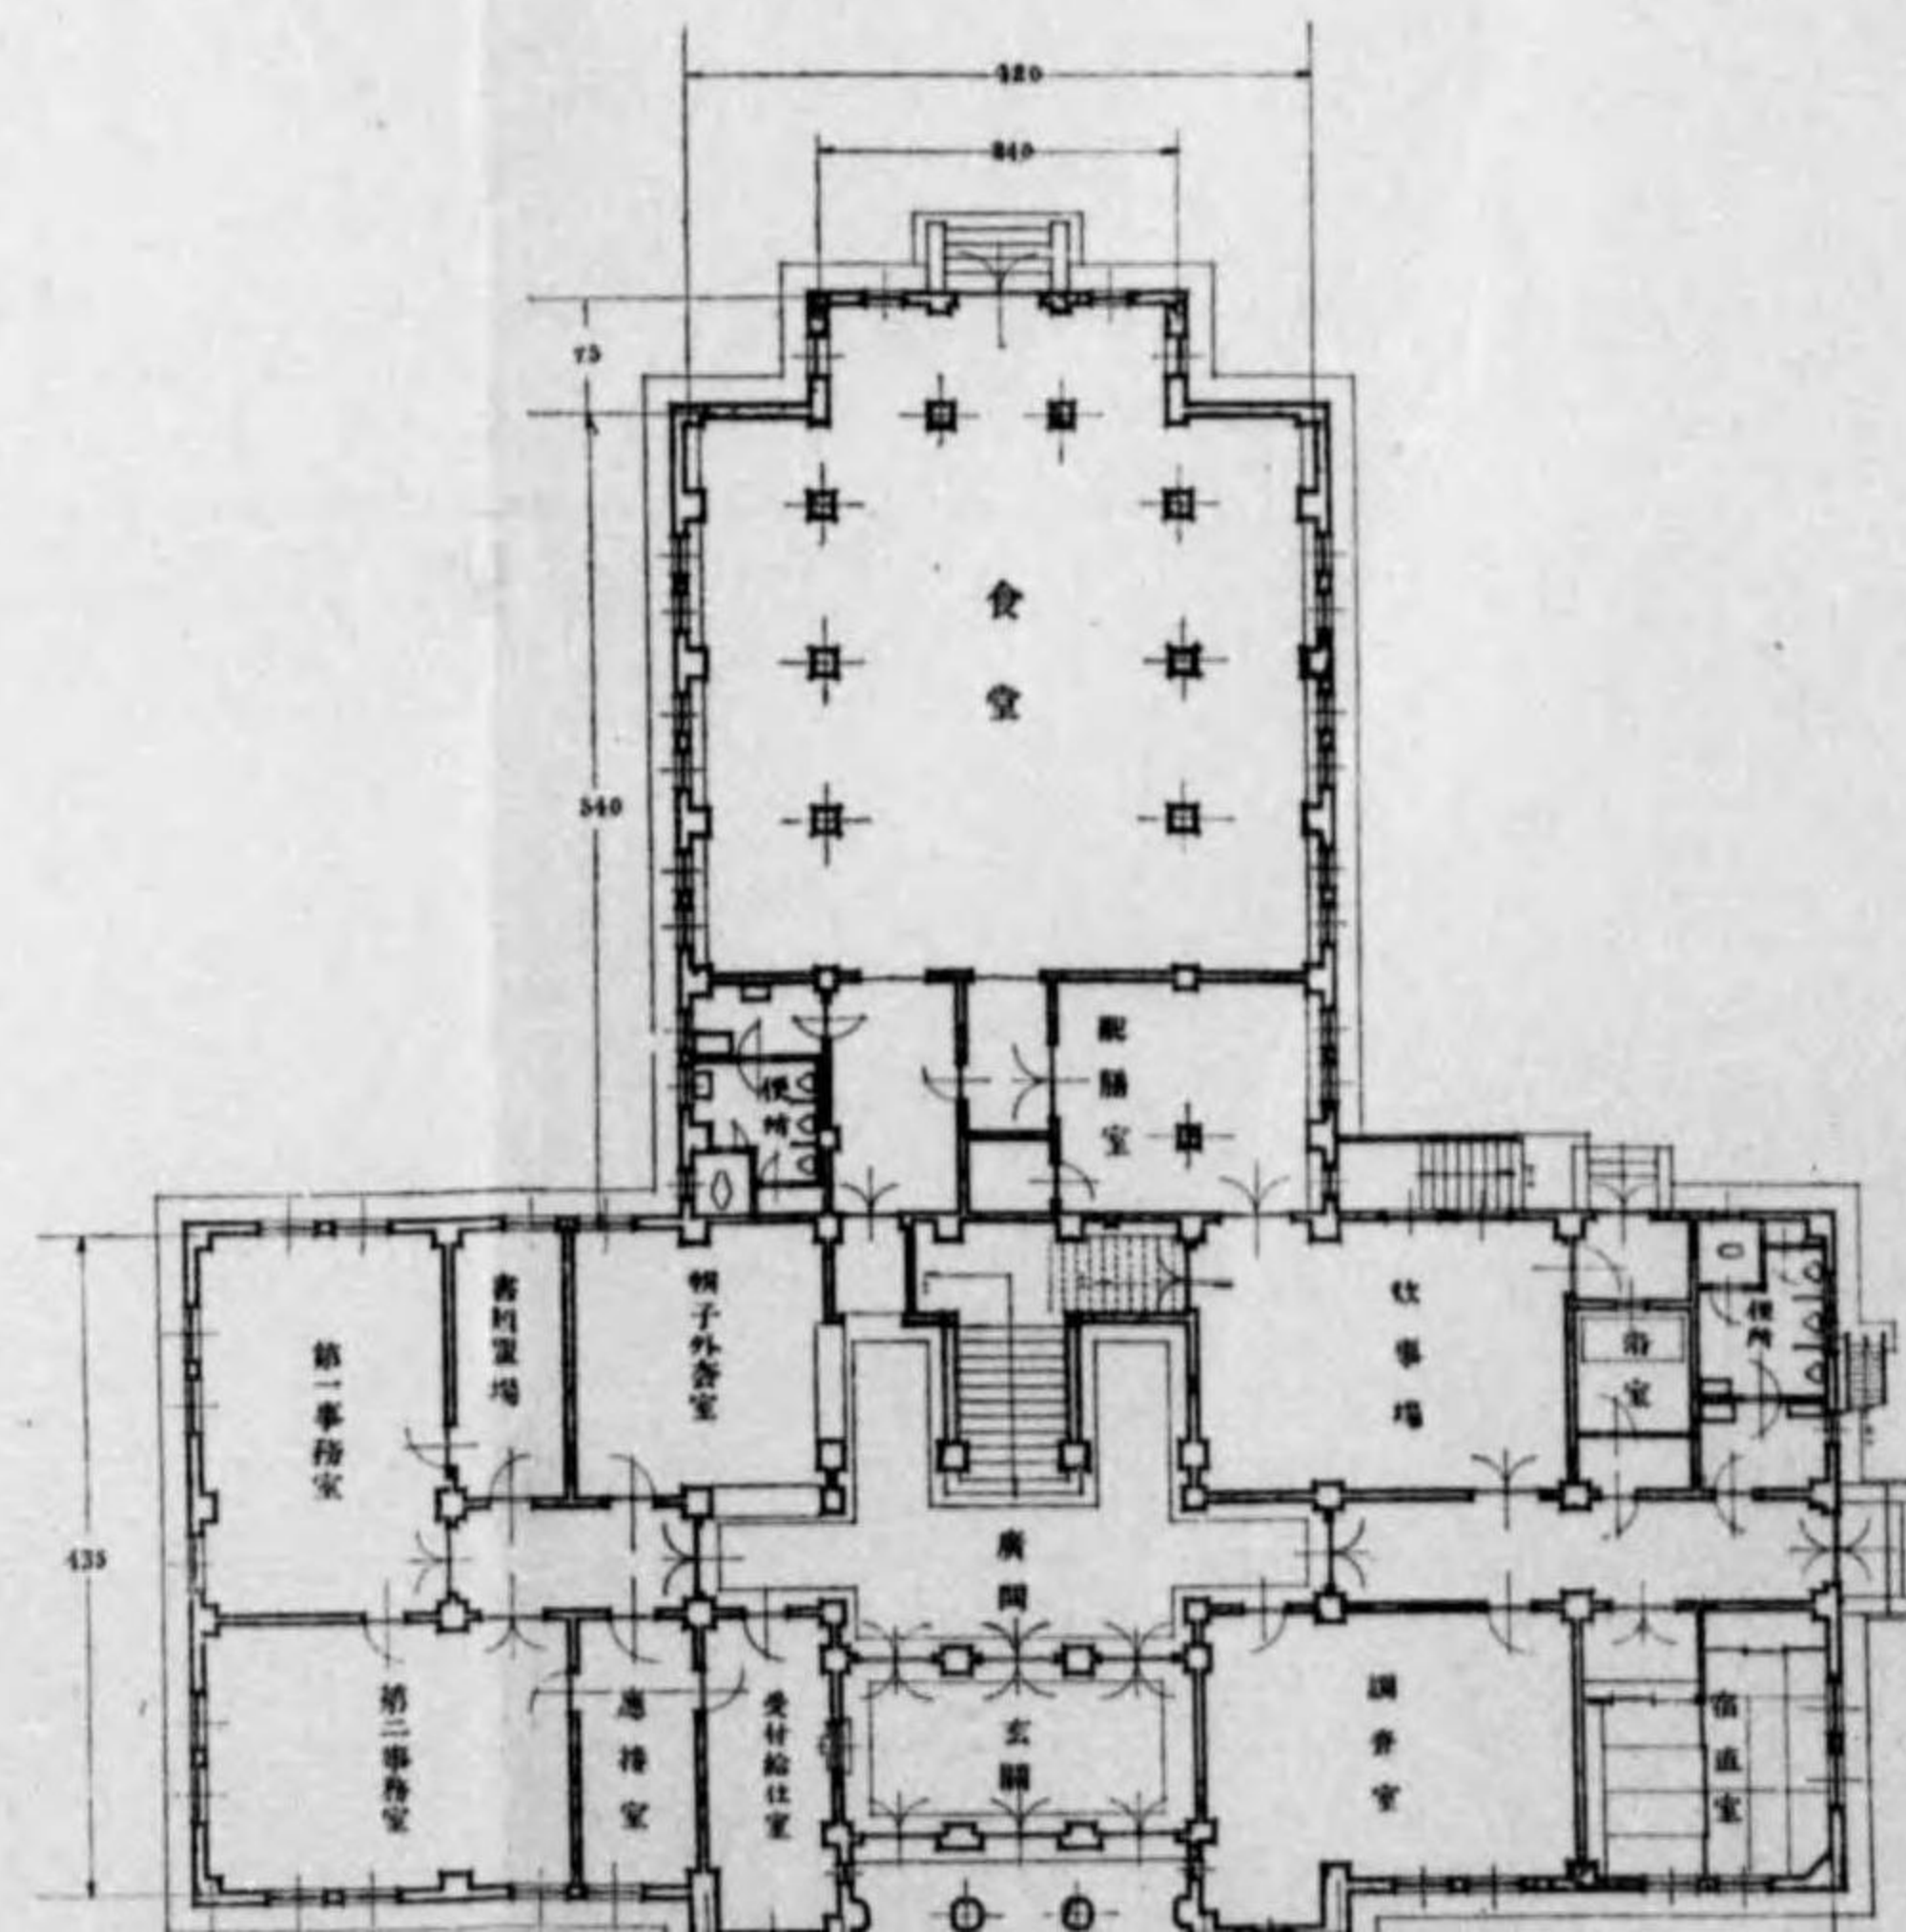 420
240
75
食堂
540
配膳室
便所
第一事務室
書類置場
帽子外套室
炊事場
浴室
便所
435
廣間
第二事務室
應接室
受付給仕室
玄關
調査室
宿直室